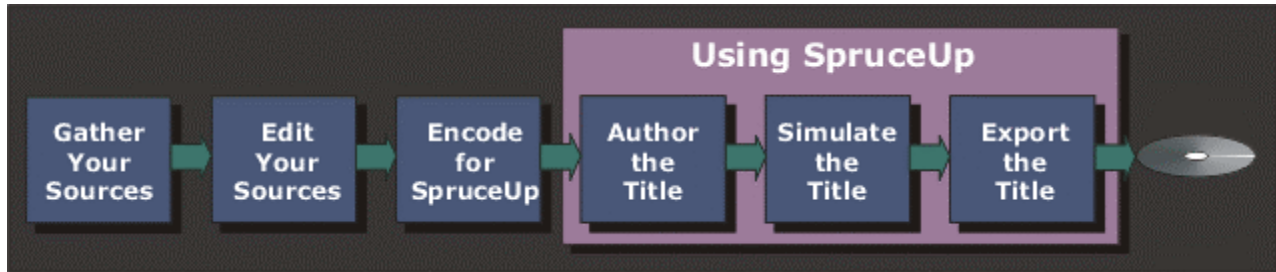 Using SpruceUp
Gather
Your
Sources
Edit
Your
Sources
Encode
for
SpruceUp
Author
the
Title
Simulate
the
Title
Export
the
Title